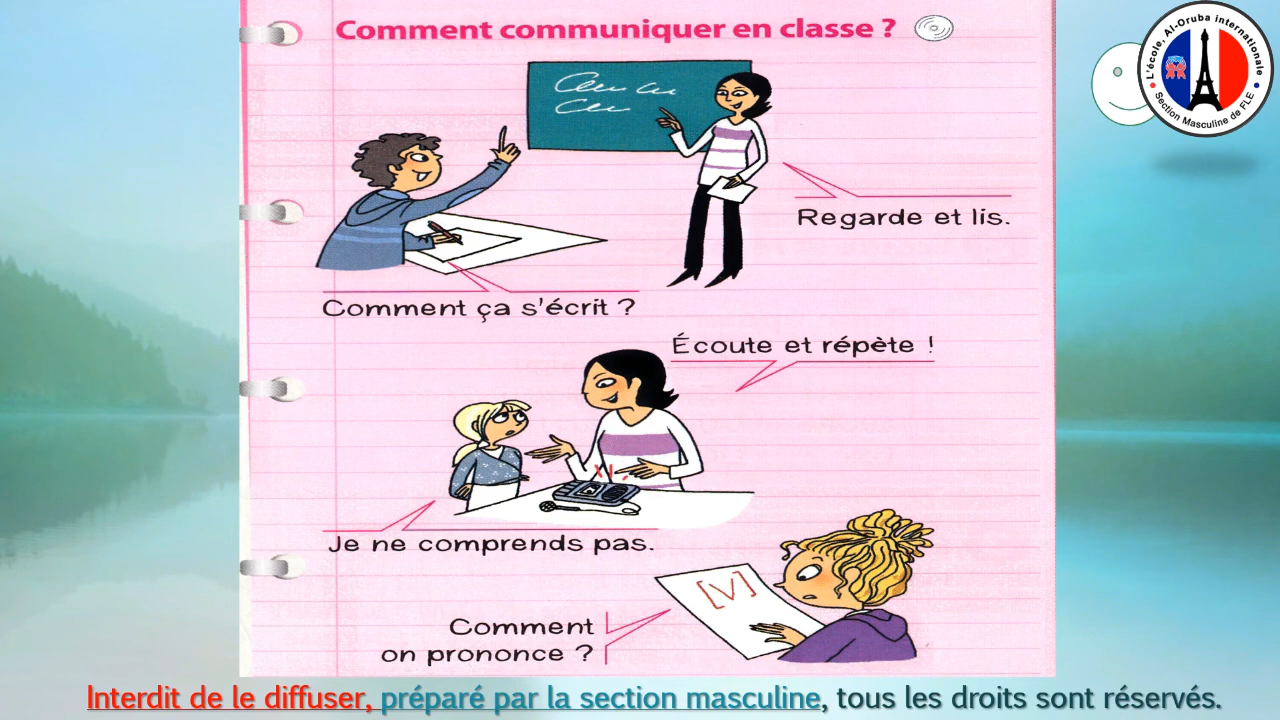 Comment communiquer en classe ?
L'école, Al-Oruba internationale
Section Masculine de FLE
Regarde et lis.
Comment ça s'écrit ?
Écoute et répète !
Je ne comprends pas.
[V]
Comment
on prononce ?
Interdit de le diffuser, préparé par la section masculine, tous les droits sont réservés.